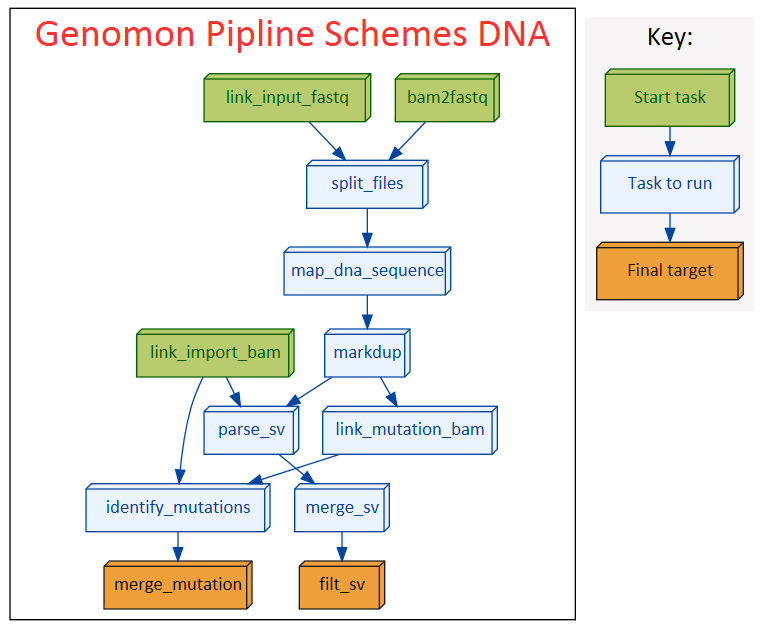 Genomon Pipline Schemes DNA
Key:
link_input_fastq
bam2fastq
Start task
split_files
Task to run
map_dna_sequence
Final target
link_import_bam
markdup
parse_sv
link_mutation_bam
identify_mutations
merge_sv
merge_mutation
filt_sv